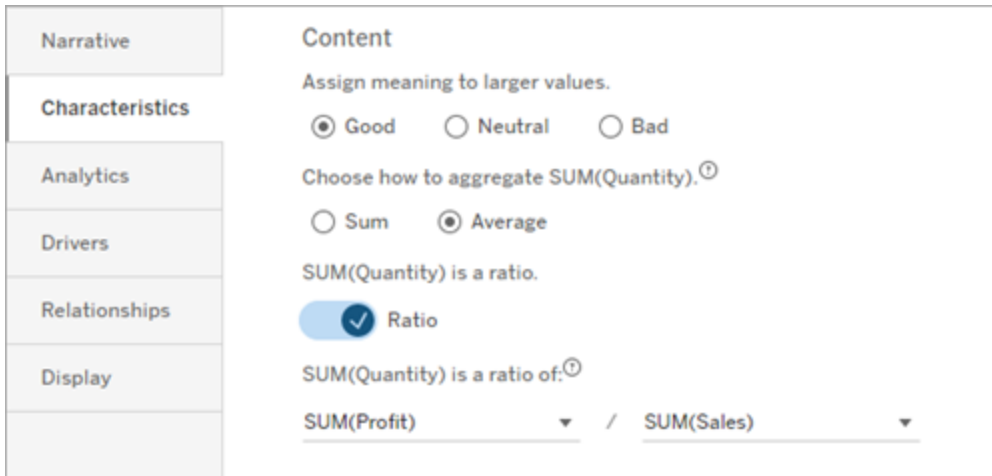 Narrative
Characteristics
Analytics
Drivers
Relationships
Display
Content
Assign meaning to larger values.
Good Neutral Bad
Choose how to aggregate SUM(Quantity).
Sum Average
SUM(Quantity) is a ratio.
Ratio
SUM(Quantity) is a ratio of:
SUM(Profit) / SUM(Sales)